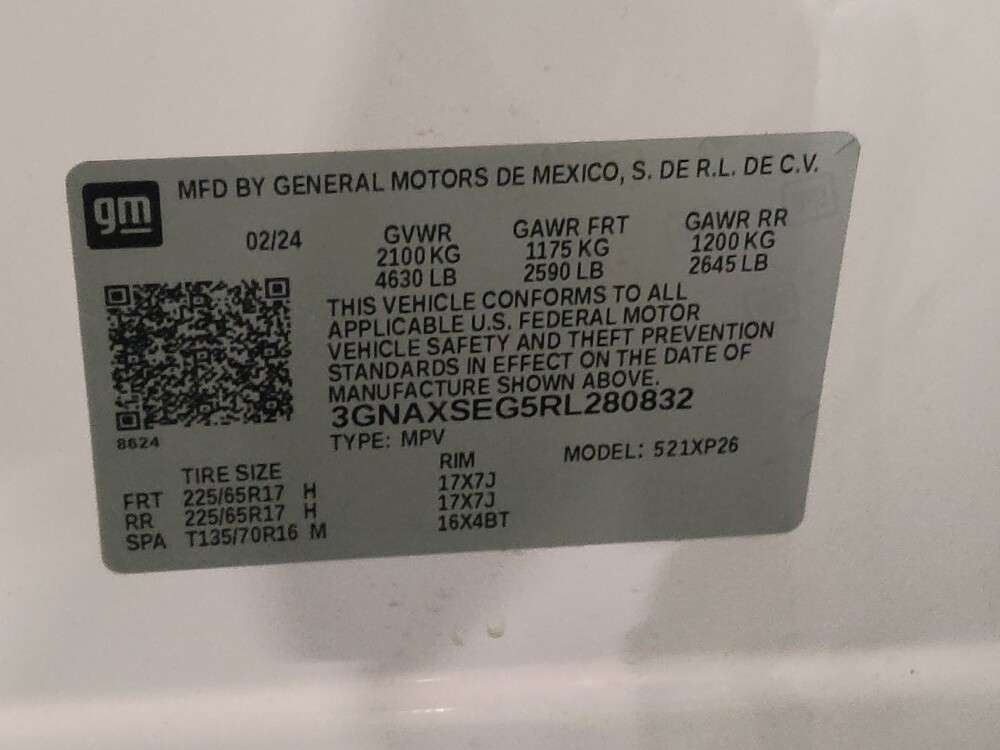 gm
MFD BY GENERAL MOTORS DE MEXICO, S. DE R.L. DE C.V.
02/24 GVWR GAWR FRT GAWR RR
2100 KG 1175 KG 1200 KG
4630 LB 2590 LB 2645 LB
THIS VEHICLE CONFORMS TO ALL
APPLICABLE U.S. FEDERAL MOTOR
VEHICLE SAFETY AND THEFT PREVENTION
STANDARDS IN EFFECT ON THE DATE OF
MANUFACTURE SHOWN ABOVE.
3GNAXSEG5RL280832
8624
TYPE: MPV MODEL: 521XP26
TIRE SIZE RIM
FRT 225/65R17 H 17X7J
RR 225/65R17 H 17X7J
SPA T135/70R16 M 16X4BT